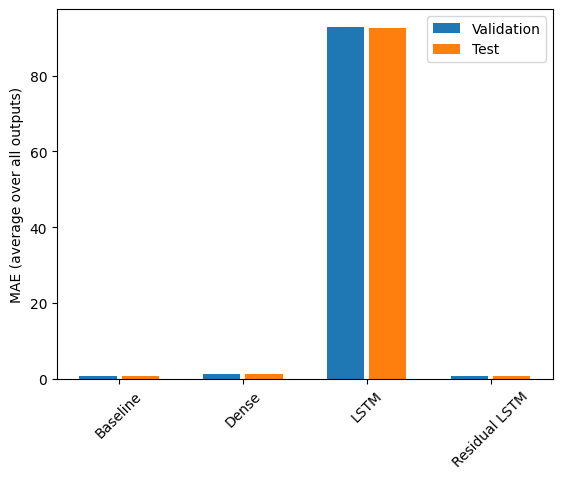 Validation
Test
MAE (average over all outputs)
80
60
40
20
0
Baseline
Dense
LSTM
Residual LSTM